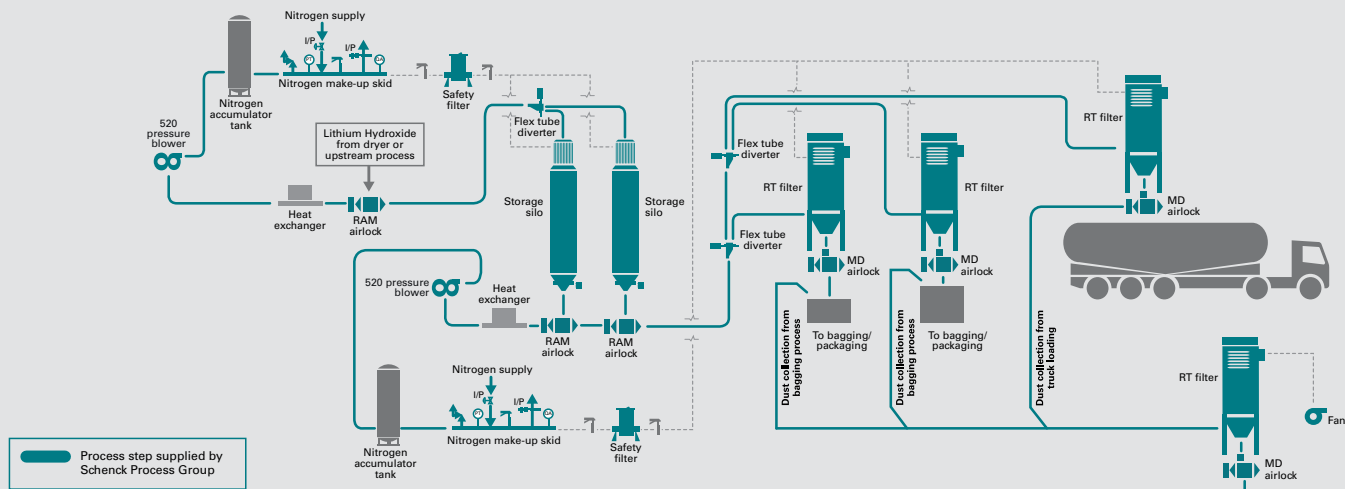 Nitrogen supply
I/P
I/P
PT
OA
Nitrogen make-up skid
Nitrogen
accumulator
tank
Safety
filter
520
pressure
blower
Lithium Hydroxide
from dryer or
upstream process
Flex tube
diverter
Heat
exchanger
RAM
airlock
Storage
silo
Storage
silo
Flex tube
diverter
Flex tube
diverter
RT filter
RT filter
RT filter
MD
airlock
MD
airlock
MD
airlock
520 pressure
blower
Heat
exchanger
RAM
airlock
RAM
airlock
To bagging/
packaging
To bagging/
packaging
Dust collection from
bagging process
Dust collection from
bagging process
Dust collection from
truck loading
Nitrogen supply
I/P
I/P
PT
OA
Nitrogen make-up skid
Nitrogen
accumulator
tank
Safety
filter
RT filter
Fan
MD
airlock
Process step supplied by
Schenck Process Group